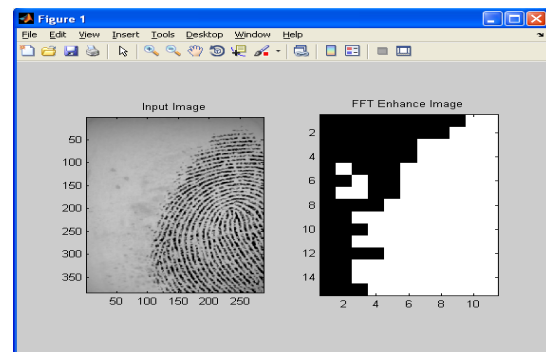 Figure 1
File Edit View Insert Tools Desktop Window Help
Input Image
50
100
150
200
250
300
350
50 100 150 200 250
FFT Enhance Image
2
4
6
8
10
12
14
2 4 6 8 10